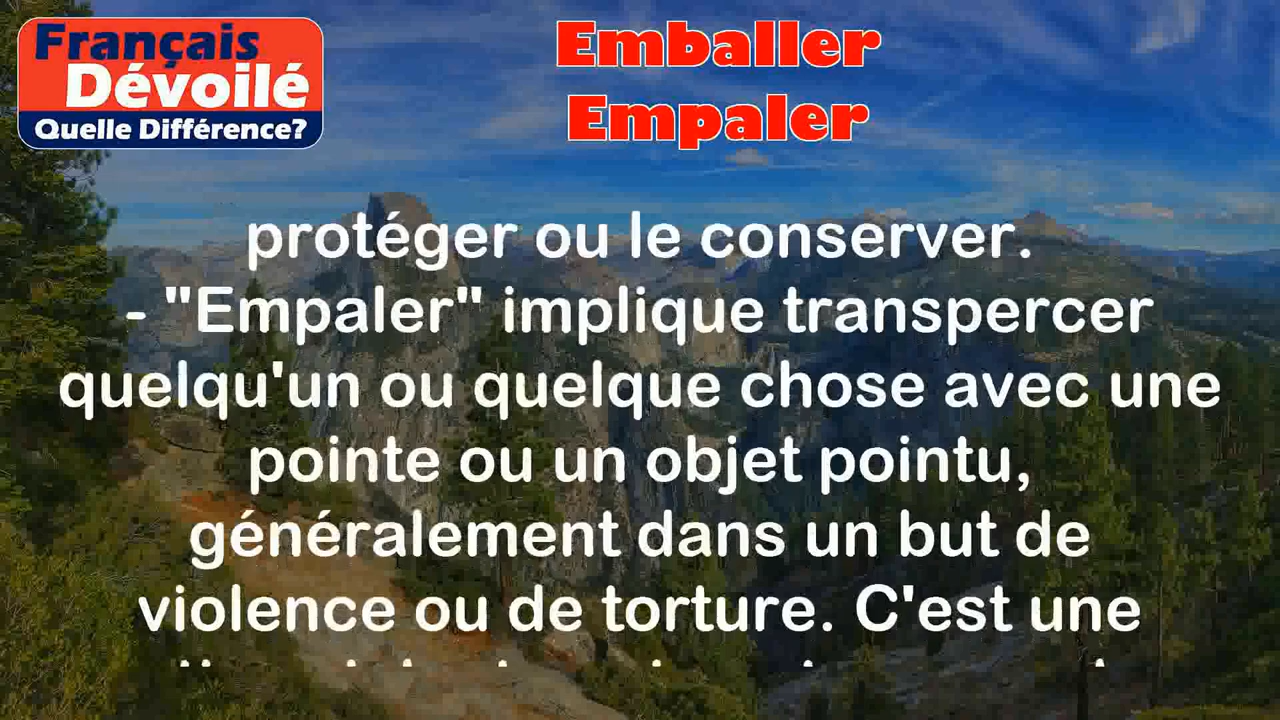 Français
Dévoilé
Quelle Différence?
Emballer
Empaler
protéger ou le conserver.
- "Empaler" implique transpercer
quelqu'un ou quelque chose avec une
pointe ou un objet pointu,
généralement dans un but de
violence ou de torture. C'est une